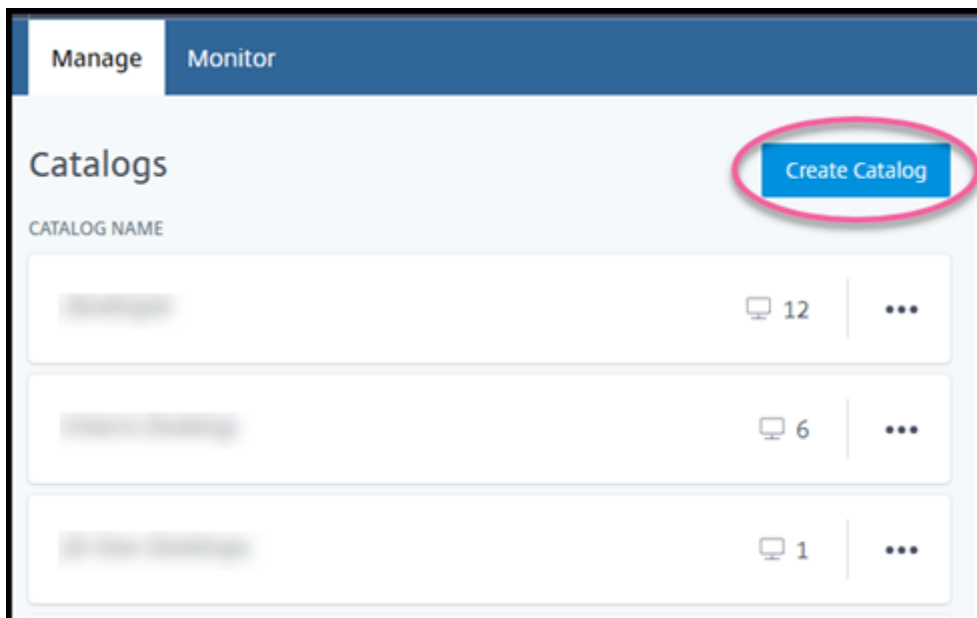 Manage Monitor
Catalogs
Create Catalog
CATALOG NAME
12
6
1